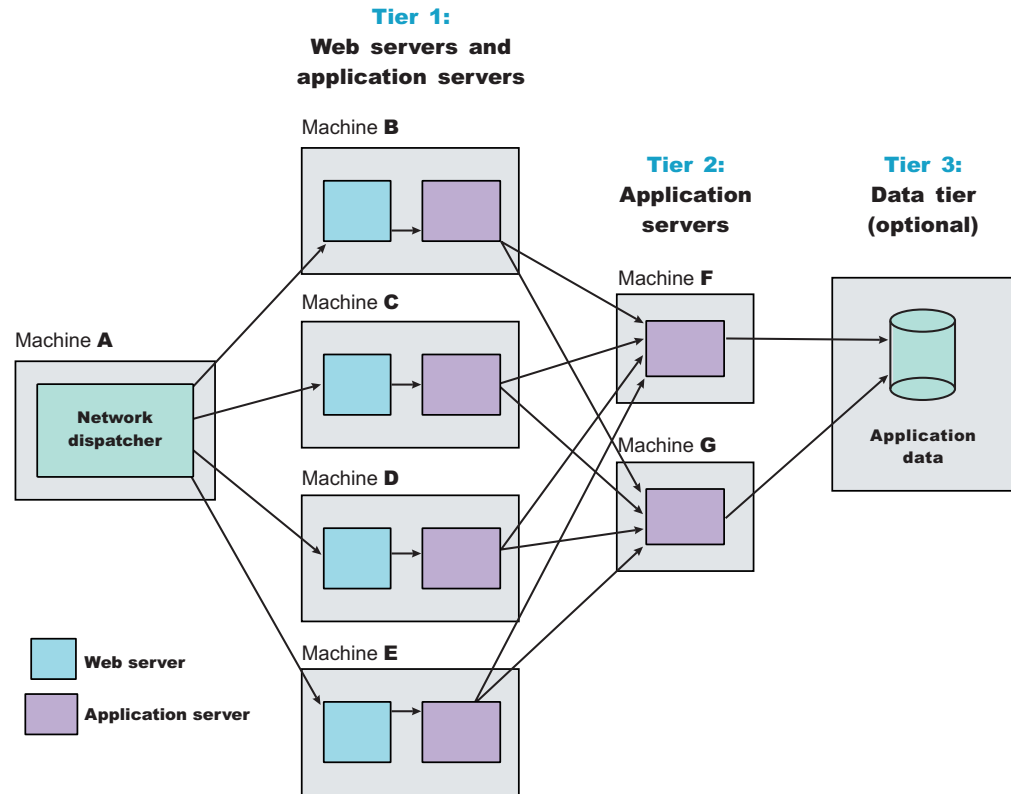 Tier 1:
Web servers and
application servers
Machine B
Tier 2:
Application
servers
Tier 3:
Data tier
(optional)
Machine F
Machine C
Machine A
Network
dispatcher
Application
data
Machine G
Machine D
Machine E
Web server
Application server